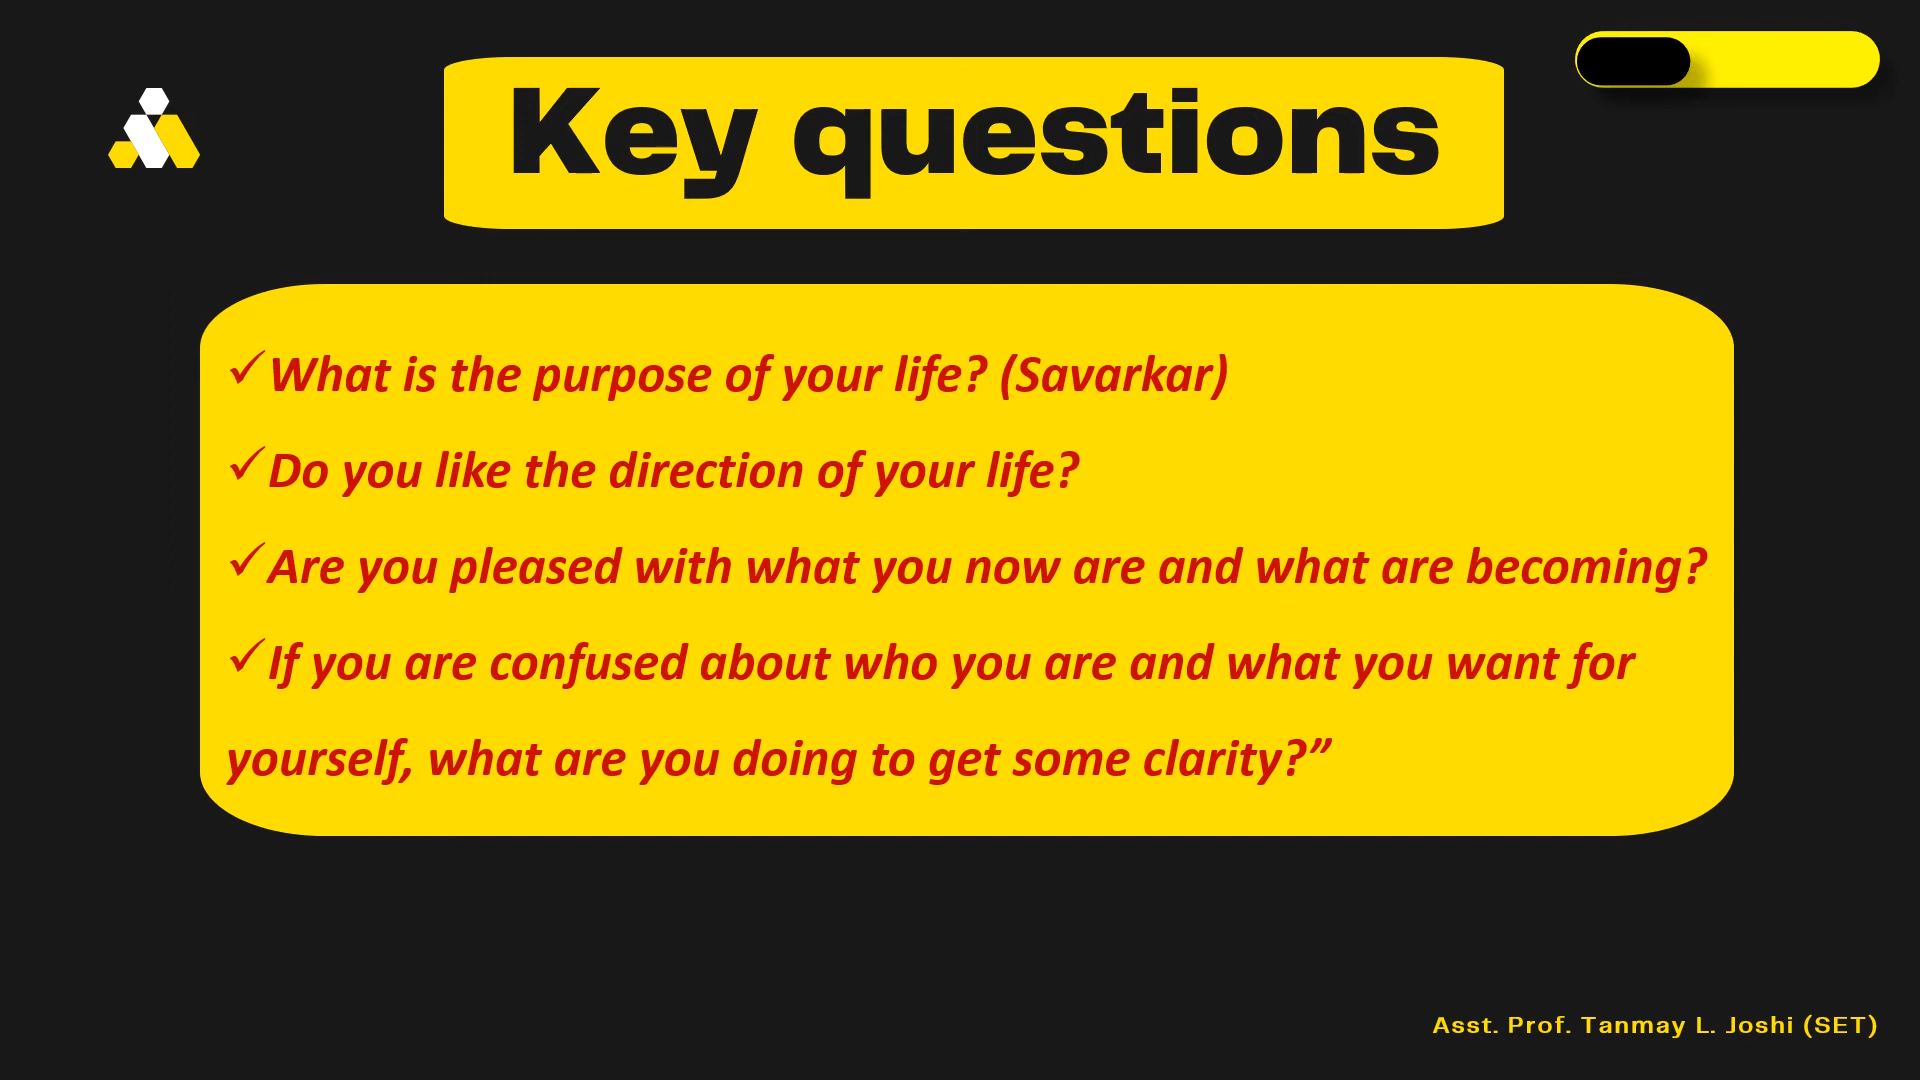 Key questions
✓What is the purpose of your life? (Savarkar)
✓Do you like the direction of your life?
✓Are you pleased with what you now are and what are becoming?
✓If you are confused about who you are and what you want for
yourself, what are you doing to get some clarity?”
Asst. Prof. Tanmay L. Joshi (SET)